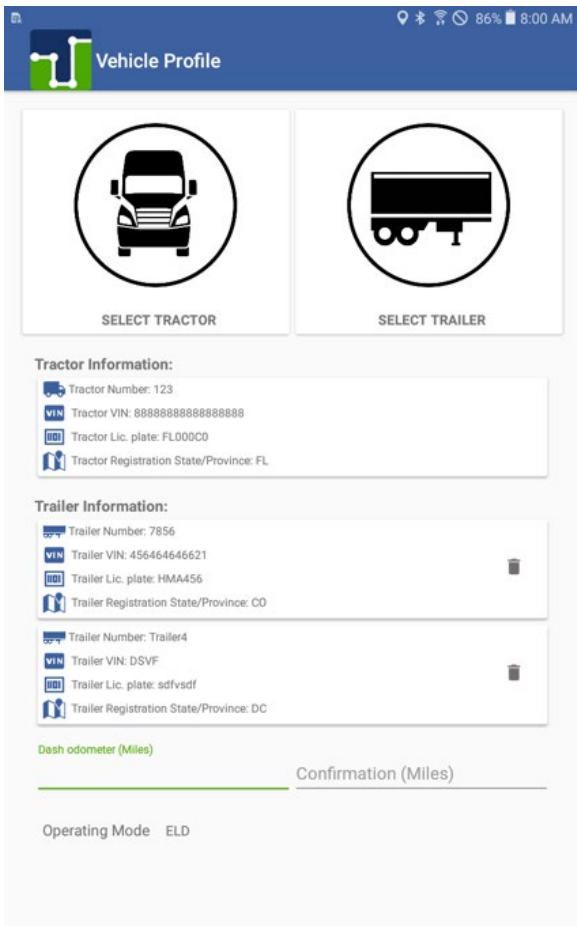 86% 8:00 AM
Vehicle Profile
SELECT TRACTOR
SELECT TRAILER
Tractor Information:
Tractor Number: 123
VIN Tractor VIN: 88888888888888888
Tractor Lic. plate: FL000C0
Tractor Registration State/Province: FL
Trailer Information:
Trailer Number: 7856
VIN Trailer VIN: 456464646621
Trailer Lic. plate: HMA456
Trailer Registration State/Province: CO
Trailer Number: Trailer4
VIN Trailer VIN: DSVF
Trailer Lic. plate: sdfvsdf
Trailer Registration State/Province: DC
Dash odometer (Miles)
Confirmation (Miles)
Operating Mode ELD